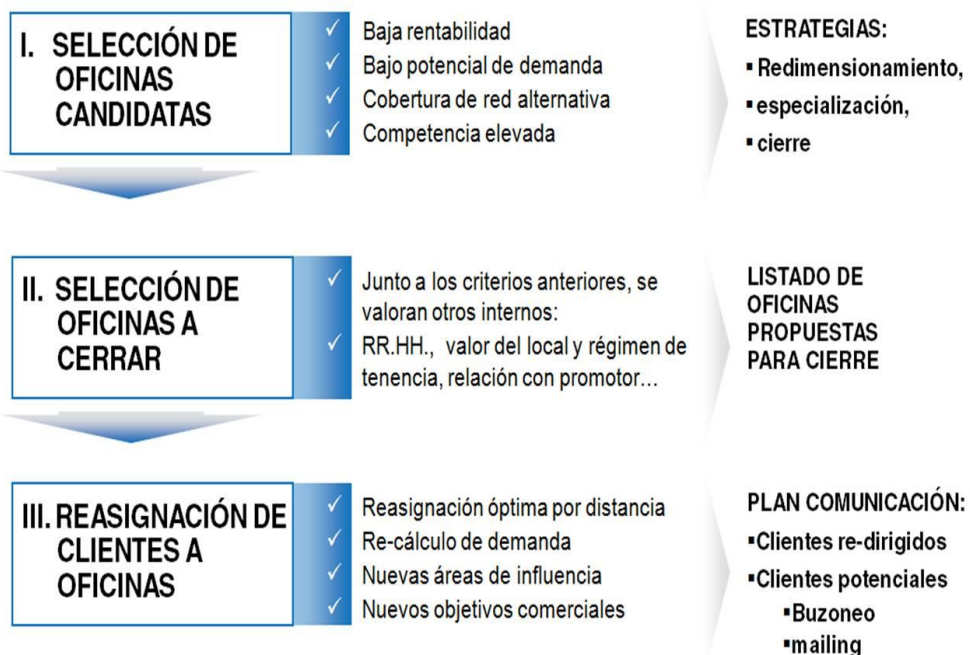 I. SELECCIÓN DE
OFICINAS
CANDIDATAS
✓ Baja rentabilidad
✓ Bajo potencial de demanda
✓ Cobertura de red alternativa
✓ Competencia elevada
ESTRATEGIAS:
▪ Redimensionamiento,
▪ especialización,
▪ cierre
II. SELECCIÓN DE
OFICINAS A
CERRAR
✓ Junto a los criterios anteriores, se
valoran otros internos:
✓ RR.HH., valor del local y régimen de
tenencia, relación con promotor…
LISTADO DE
OFICINAS
PROPUESTAS
PARA CIERRE
III. REASIGNACIÓN DE
CLIENTES A
OFICINAS
✓ Reasignación óptima por distancia
✓ Re-cálculo de demanda
✓ Nuevas áreas de influencia
✓ Nuevos objetivos comerciales
PLAN COMUNICACIÓN:
▪Clientes re-dirigidos
▪Clientes potenciales
▪Buzoneo
▪mailing